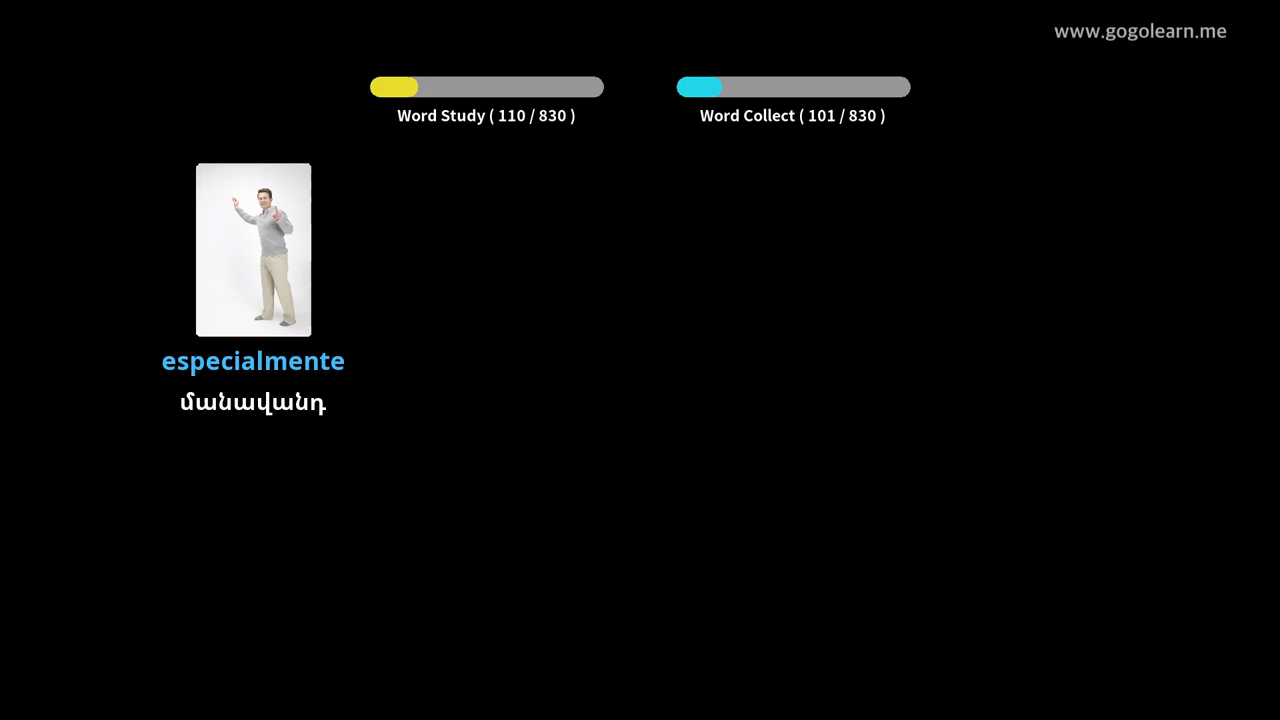 www.gogolearn.me
Word Study ( 110 / 830 )
Word Collect ( 101 / 830 )
especialmente
մանավանդ